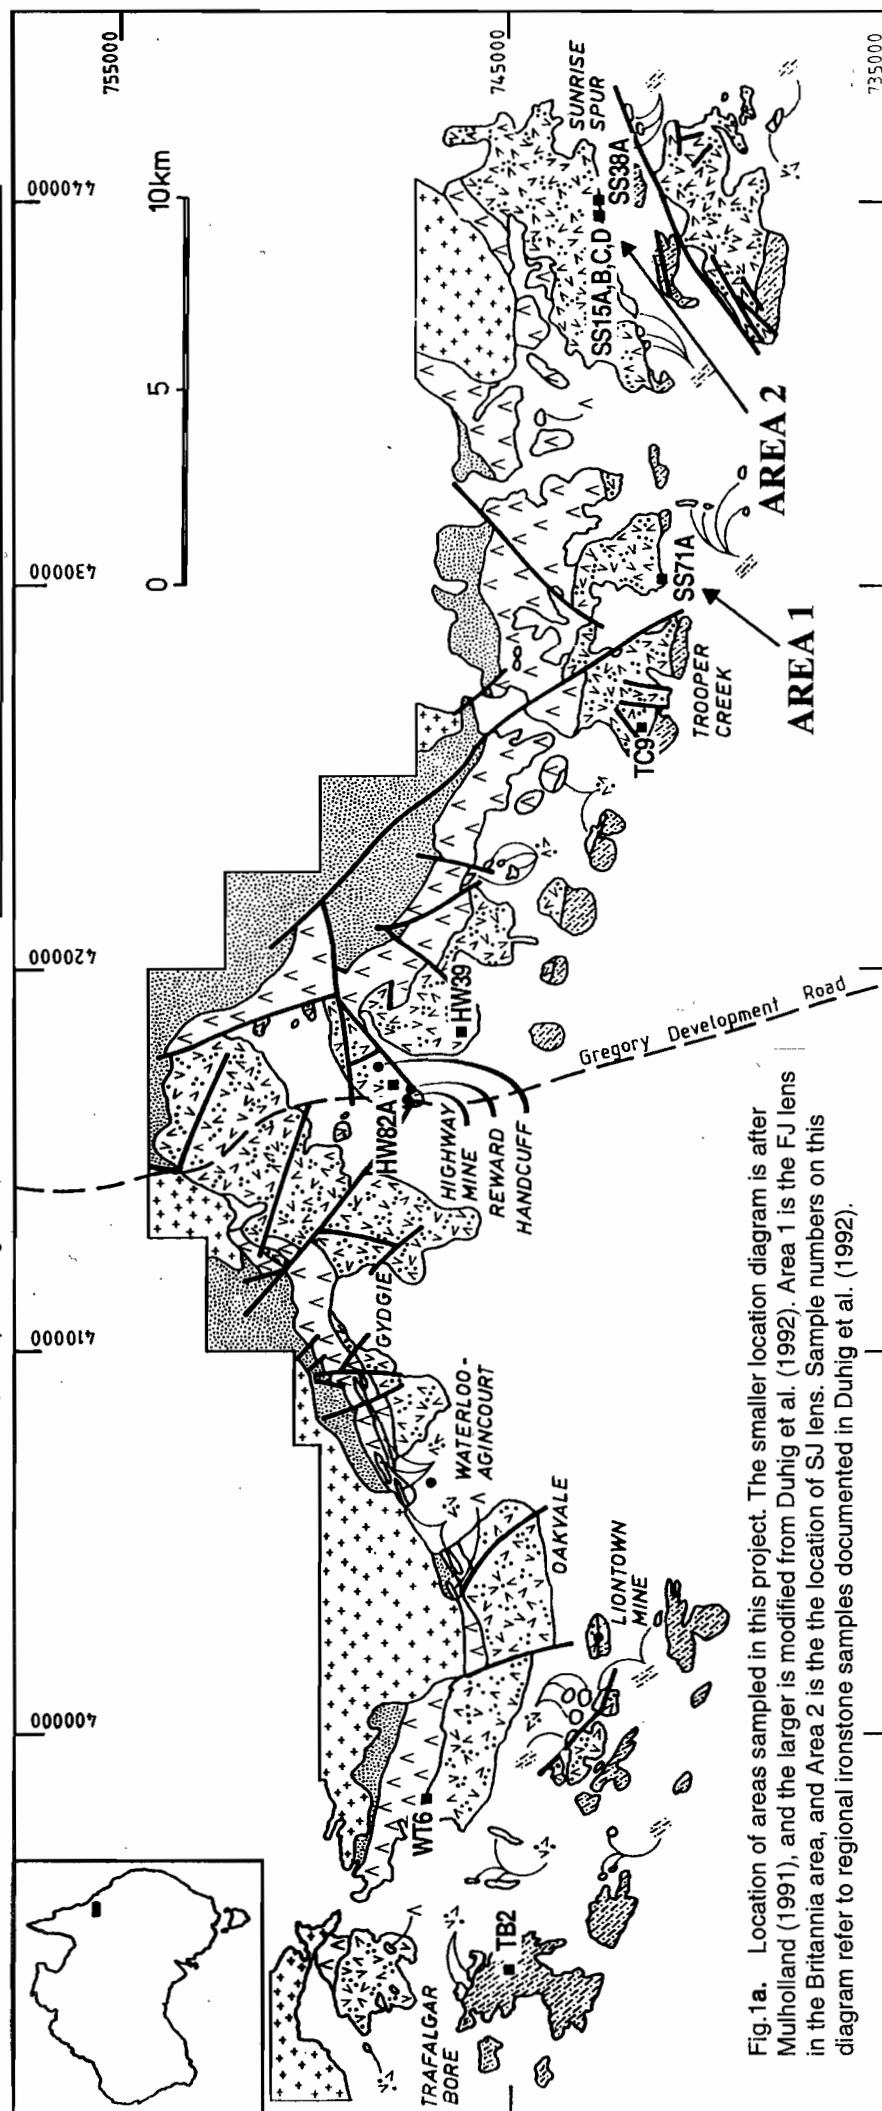 755000
745000
735000
440000
430000
420000
410000
400000
10km
5
0
SUNRISE
SPUR
SS38A
SS15A,B,C,D
AREA 2
SS71A
AREA 1
TROOPER
CREEK
TC9
HW39
Gregory Development Road
HW82A
HIGHWAY
MINE
REWARD
HANDCUFF
GYDGIE
WATERLOO-
AGINCOURT
OAKVALE
LIONTOWN
MINE
WT6
TB2
TRAFALGAR
BORE
Fig.1a. Location of areas sampled in this project. The smaller location diagram is after
Mulholland (1991), and the larger is modified from Duhig et al. (1992). Area 1 is the FJ lens
in the Britannia area, and Area 2 is the the location of SJ lens. Sample numbers on this
diagram refer to regional ironstone samples documented in Duhig et al. (1992).